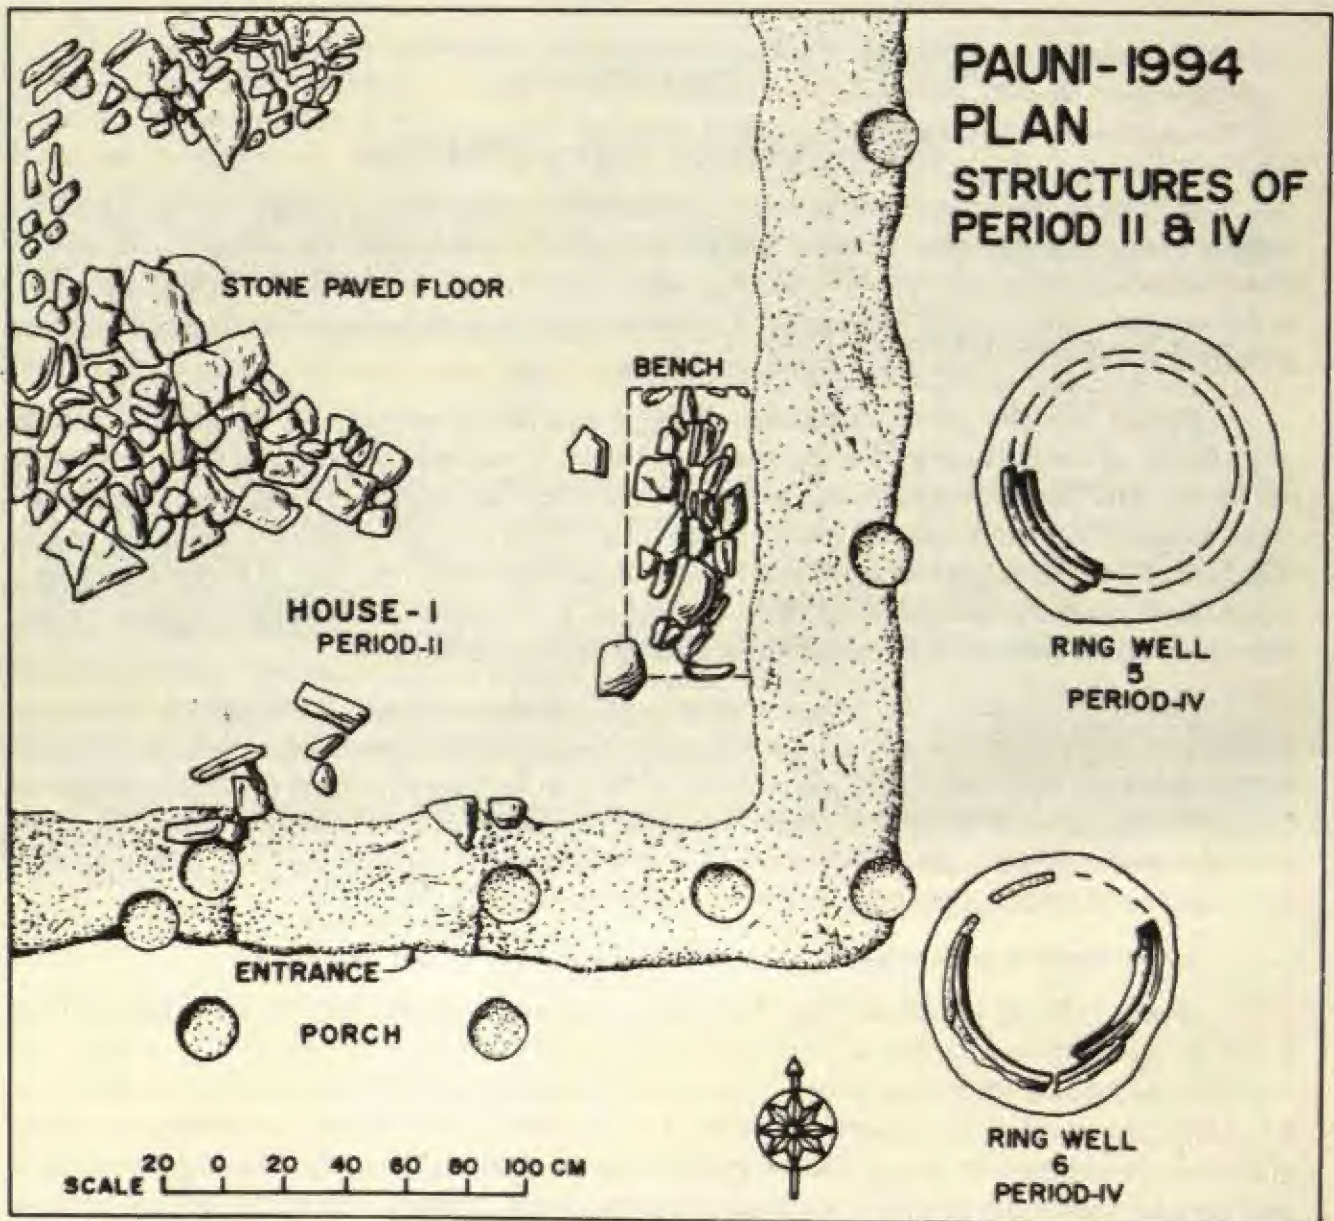 PAUNI-1994
PLAN
STRUCTURES OF
PERIOD II & IV
STONE PAVED FLOOR
BENCH
HOUSE-I
PERIOD-II
RING WELL
5
PERIOD-IV
ENTRANCE
PORCH
RING WELL
6
PERIOD-IV
20 0 20 40 60 80 100 CM
SCALE